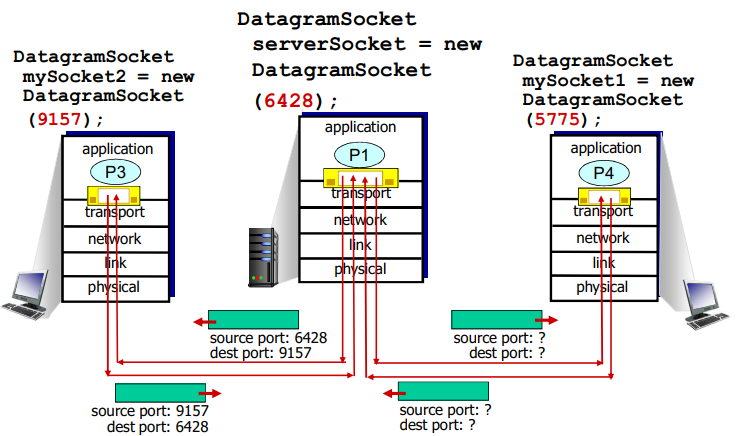 DatagramSocket
mySocket2 = new
DatagramSocket
(9157);
DatagramSocket
serverSocket = new
DatagramSocket
(6428);
DatagramSocket
mySocket1 = new
DatagramSocket
(5775);
application
P3
transport
network
link
physical
application
P1
transport
network
link
physical
application
P4
transport
network
link
physical
source port: 6428
dest port: 9157
source port: ?
dest port: ?
source port: 9157
dest port: 6428
source port: ?
dest port: ?